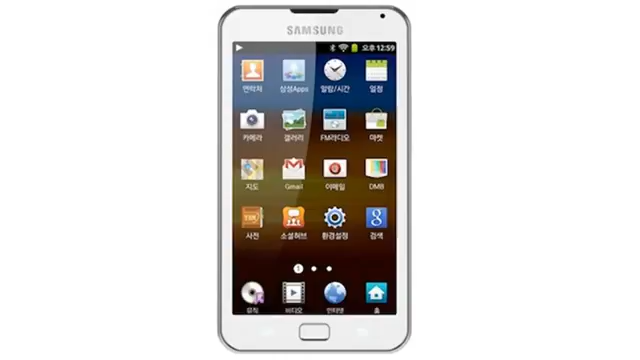 SAMSUNG
오후 12:59
연락처 삼성Apps 알람/시간 일정
카메라 갤러리 FM라디오 마켓
지도 Gmail 이메일 DMB
사전 소셜허브 환경설정 검색
1
뮤직 비디오 인터넷 홈